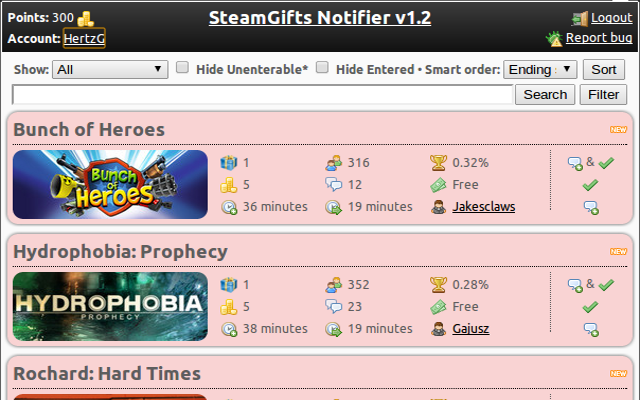 Points: 300
SteamGifts Notifier v1.2
Logout
Account: HertzG
Report bug
Show: All Hide Unenterable* Hide Entered • Smart order: Ending Sort
Search Filter
Bunch of Heroes NEW
BUNCH OF HEROES 1 316 0.32% &
5 12 Free
36 minutes 19 minutes Jakesclaws
Hydrophobia: Prophecy NEW
HYDROPHOBIA PROPHECY 1 352 0.28% &
5 23 Free
38 minutes 19 minutes Gajusz
Rochard: Hard Times NEW